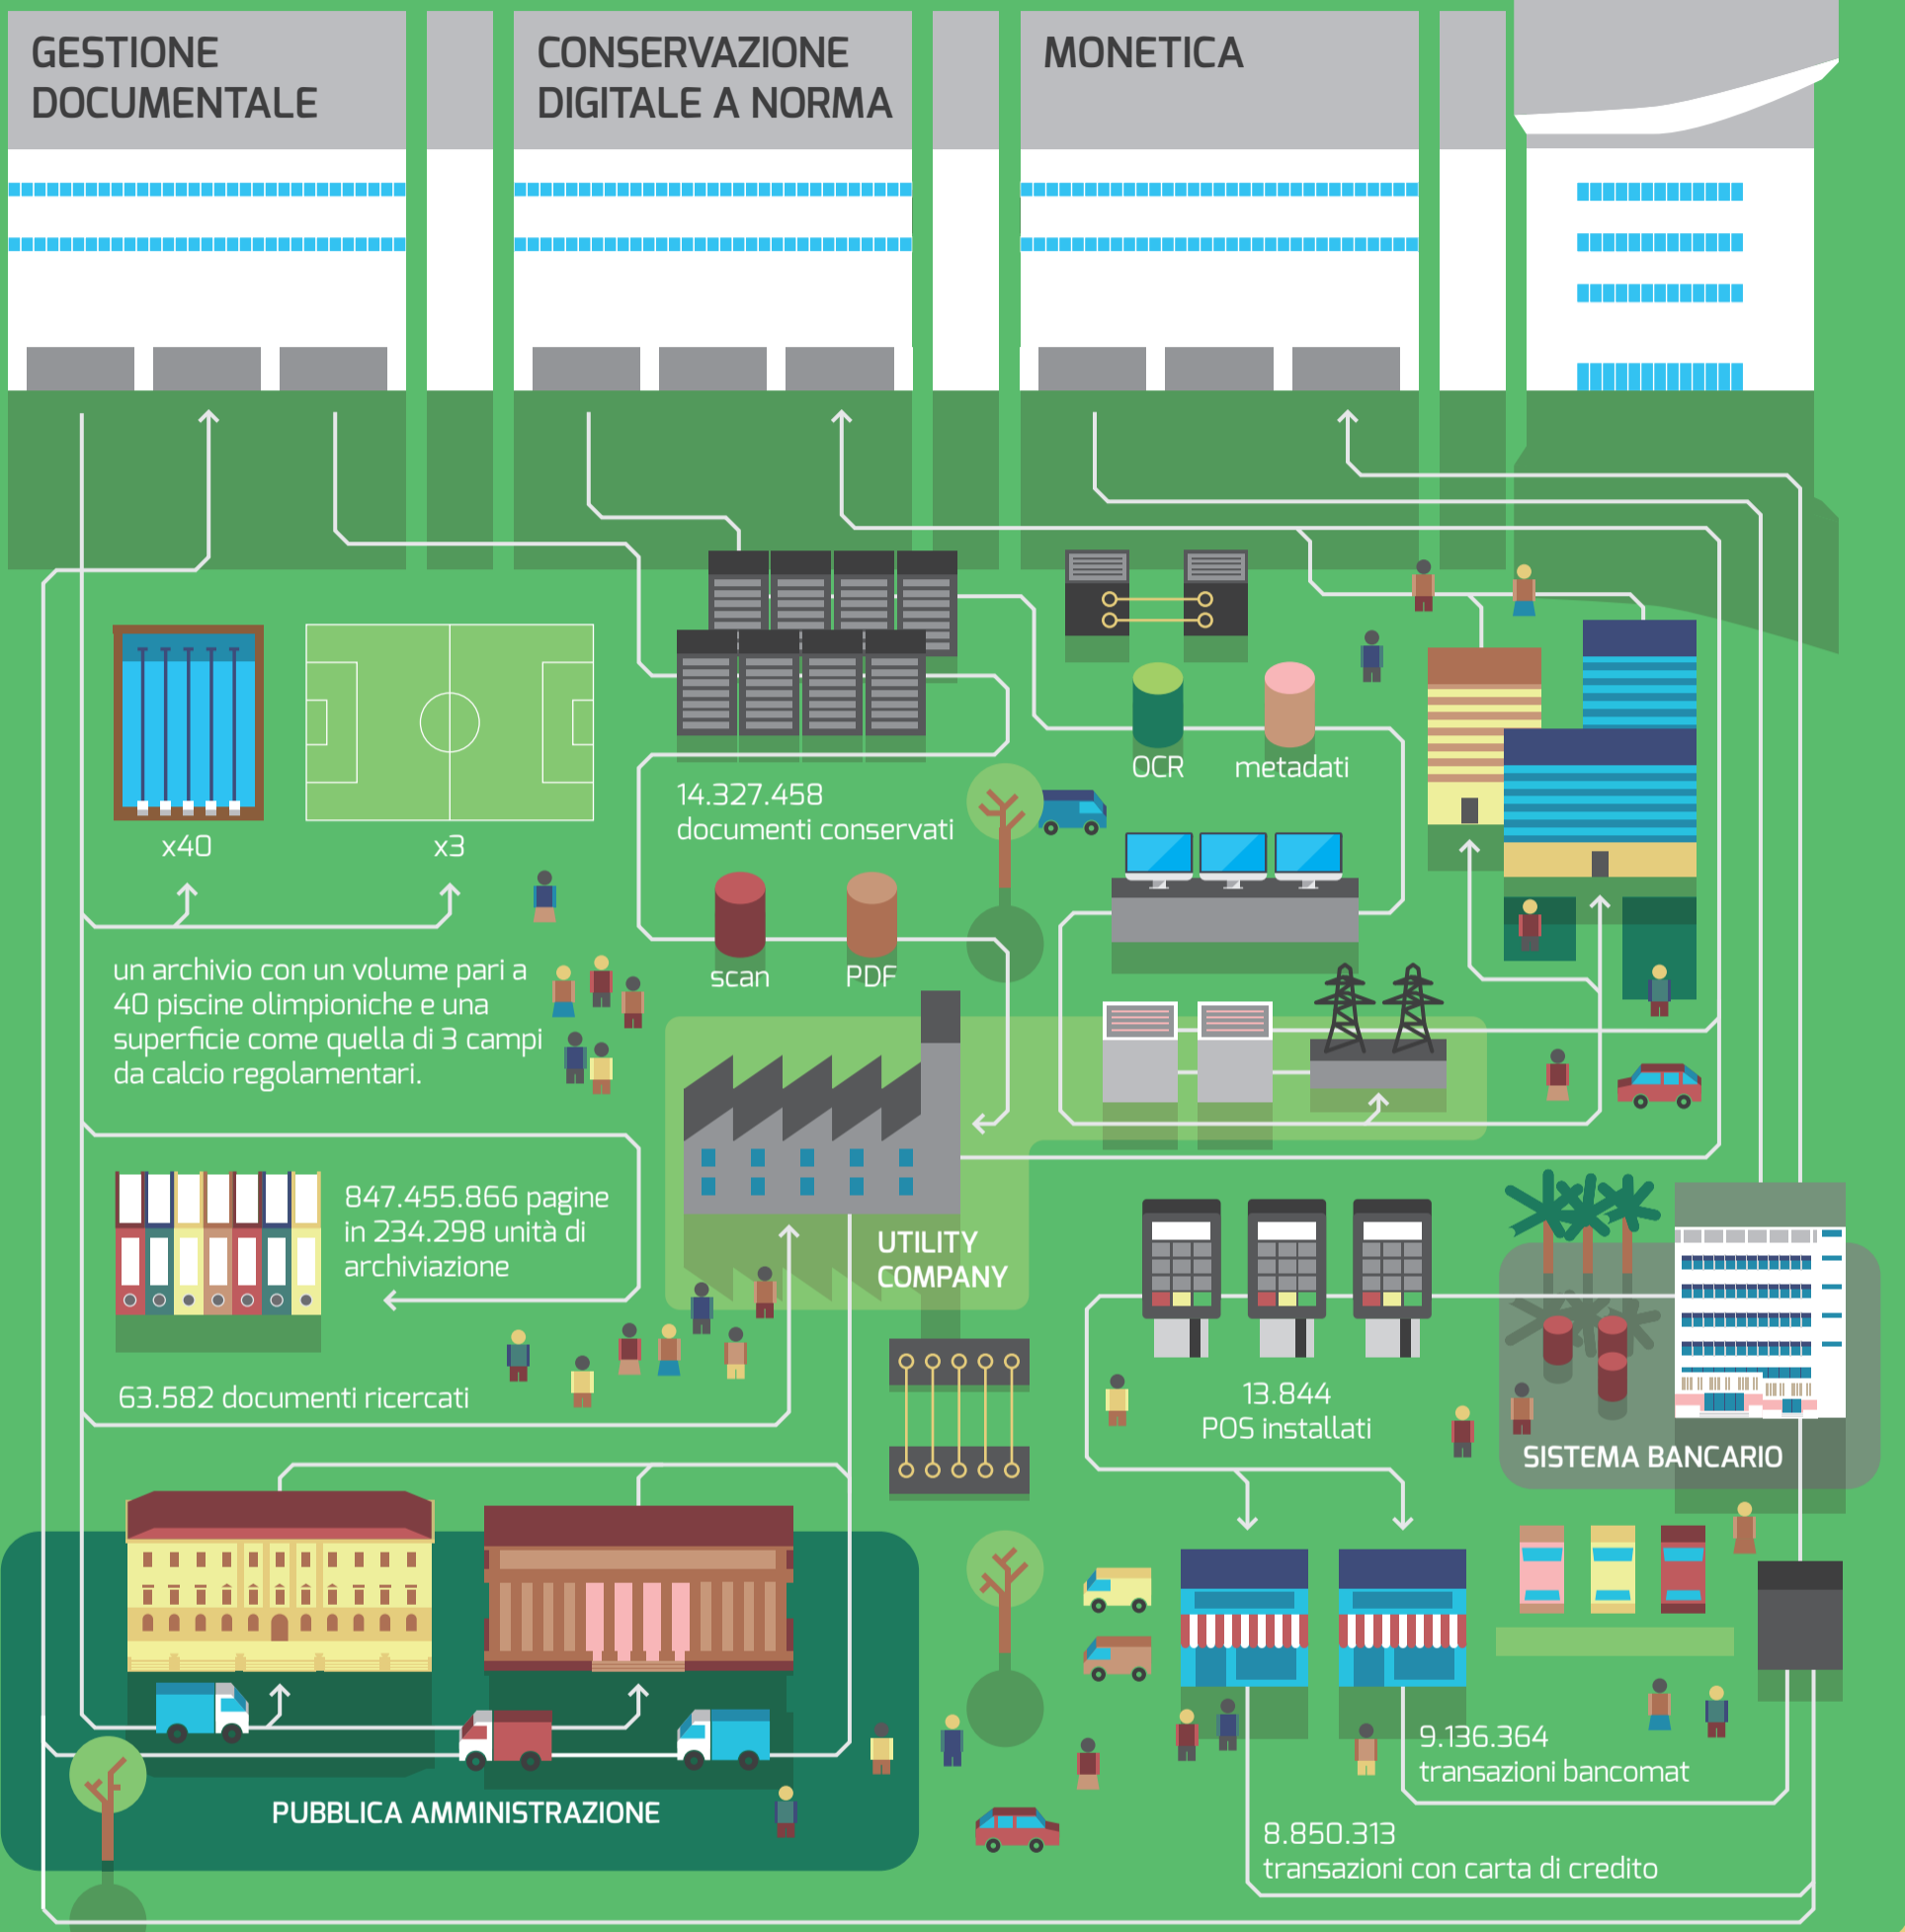 GESTIONE
DOCUMENTALE
CONSERVAZIONE
DIGITALE A NORMA
MONETICA
x40
x3
un archivio con un volume pari a
40 piscine olimpioniche e una
superficie come quella di 3 campi
da calcio regolamentari.
14.327.458
documenti conservati
scan
PDF
OCR
metadati
847.455.866 pagine
in 234.298 unità di
archiviazione
63.582 documenti ricercati
UTILITY
COMPANY
13.844
POS installati
SISTEMA BANCARIO
PUBBLICA AMMINISTRAZIONE
9.136.364
transazioni bancomat
8.850.313
transazioni con carta di credito